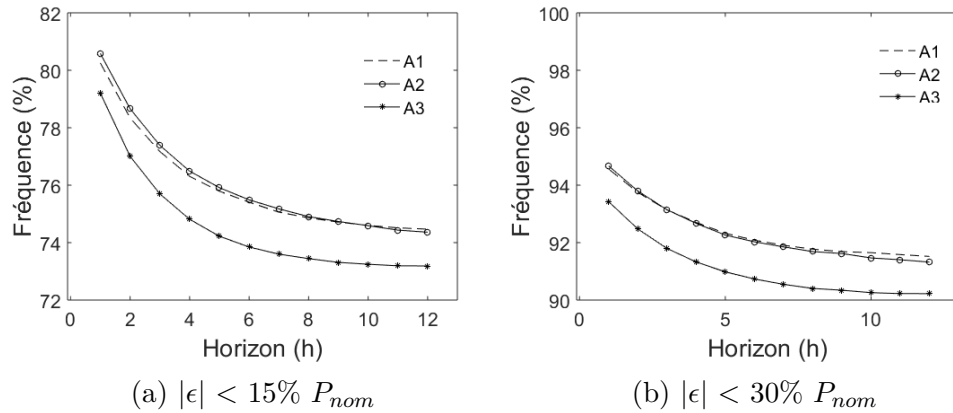 82
80
78
76
74
72
Fréquence (%)
0
2
4
6
8
10
12
Horizon (h)
A1
A2
A3
(a) |ϵ| < 15% P_nom
100
98
96
94
92
90
Fréquence (%)
0
5
10
Horizon (h)
A1
A2
A3
(b) |ϵ| < 30% P_nom